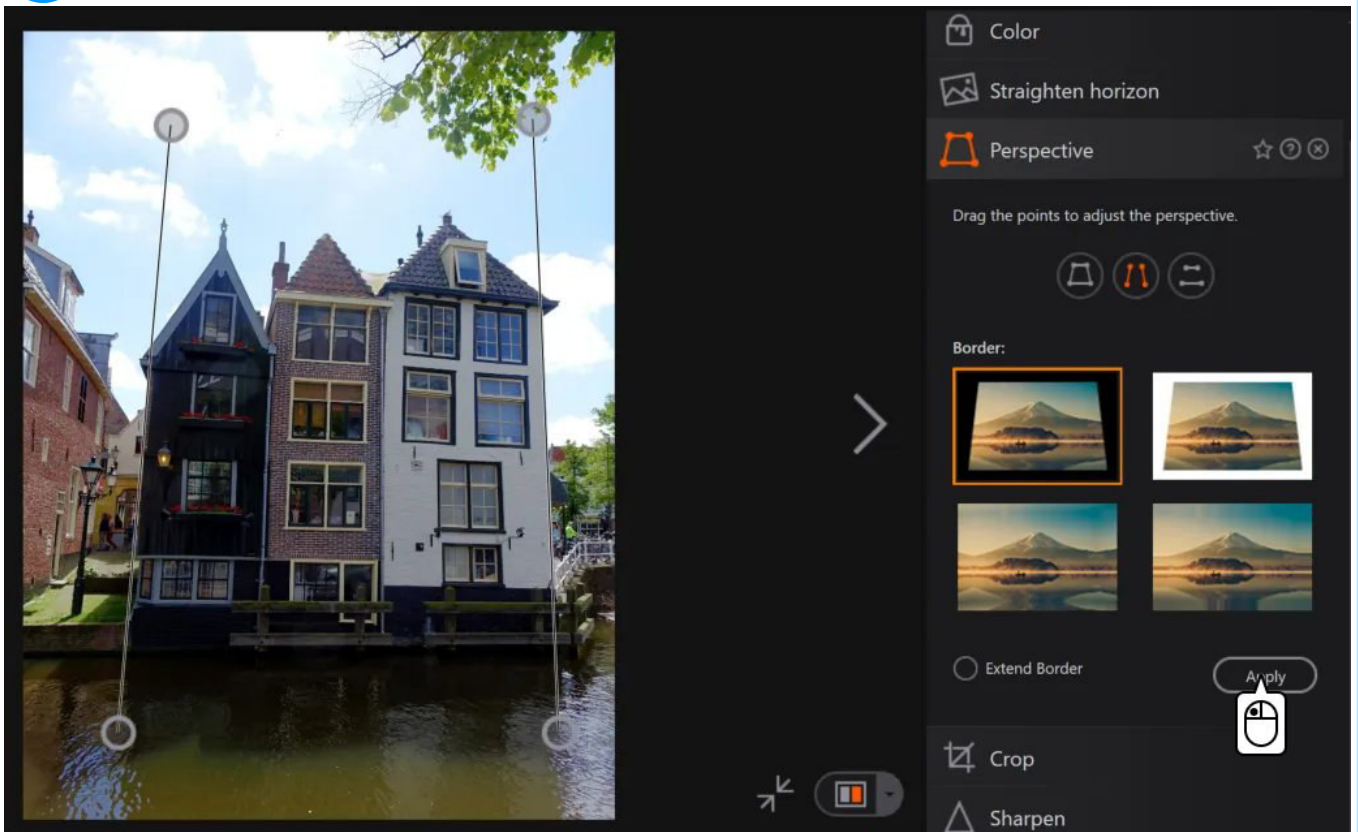 Color
Straighten horizon
Perspective
Drag the points to adjust the perspective.
Border:
Extend Border
Apply
Crop
Sharpen